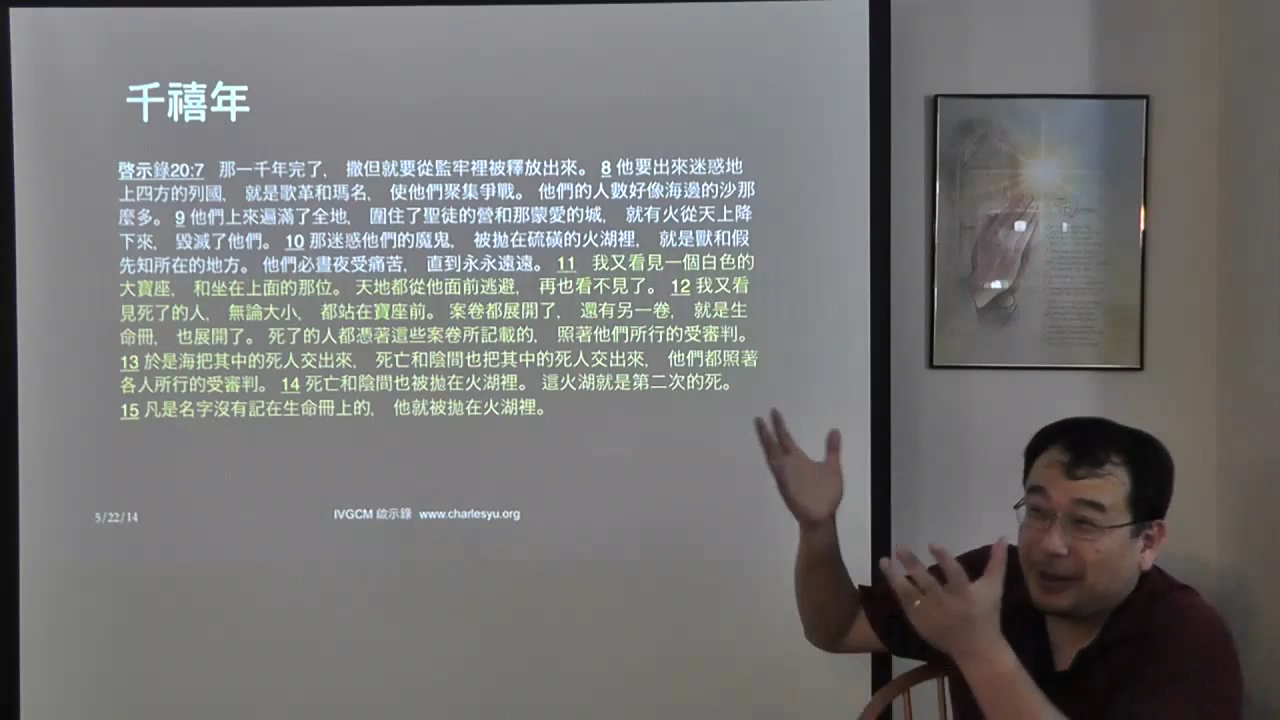 千禧年
啓示錄20:7 那一千年完了, 撒但就要從監牢裡被釋放出來。 8 他要出來迷惑地
上四方的列國, 就是歌革和瑪各, 使他們聚集爭戰。 他們的人數好像海邊的沙那
麼多。 9 他們上來遍滿了全地, 圍住了聖徒的營和那蒙愛的城, 就有火從天上降
下來, 毀滅了他們。 10 那迷惑他們的魔鬼, 被拋在硫磺的火湖裡, 就是獸和假
先知所在的地方。 他們必晝夜受痛苦, 直到永永遠遠。 11 我又看見一個白色的
大寶座, 和坐在上面的那位。 天地都從他面前逃避, 再也看不見了。 12 我又看
見死了的人, 無論大小, 都站在寶座前。 案卷都展開了, 還有另一卷, 就是生
命冊, 也展開了。 死了的人都憑著這些案卷所記載的, 照著他們所行的受審判。
13 於是海把其中的死人交出來, 死亡和陰間也把其中的死人交出來, 他們都照著
各人所行的受審判。 14 死亡和陰間也被拋在火湖裡。 這火湖就是第二次的死。
15 凡是名字沒有記在生命冊上的, 他就被拋在火湖裡。
5/22/14 IVGCM 啟示錄 www.charlesyu.org